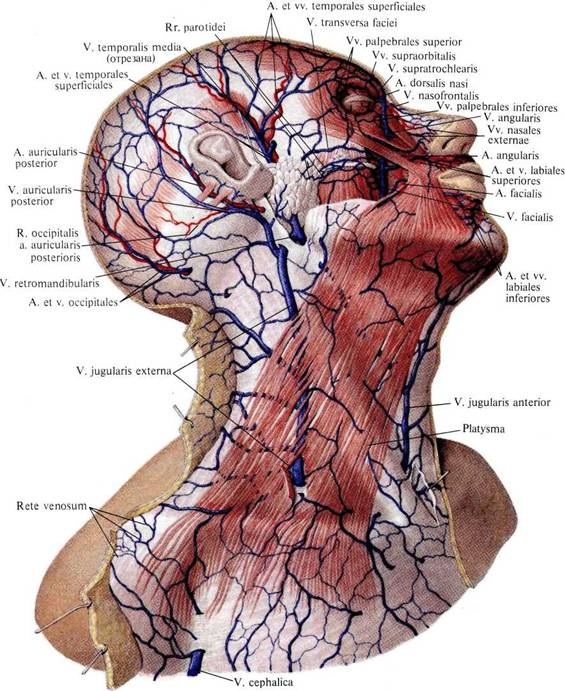 A. et vv. temporales superficiales
Rr. parotidei
V. transversa faciei
V. temporalis media
(отрезана)
Vv. palpebrales superior
Vv. supraorbitalis
V. supratrochlearis
A. et v. temporales
superficiales
A. dorsalis nasi
V. nasofrontalis
Vv. palpebrales inferiores
V. angularis
Vv. nasales
externae
A. auricularis
posterior
A. angularis
A. et v. labiales
superiores
V. auricularis
posterior
A. facialis
V. facialis
R. occipitalis
a. auricularis
posterioris
V. retromandibularis
A. et vv.
labiales
inferiores
A. et v. occipitales
V. jugularis externa
V. jugularis anterior
Platysma
Rete venosum
V. cephalica